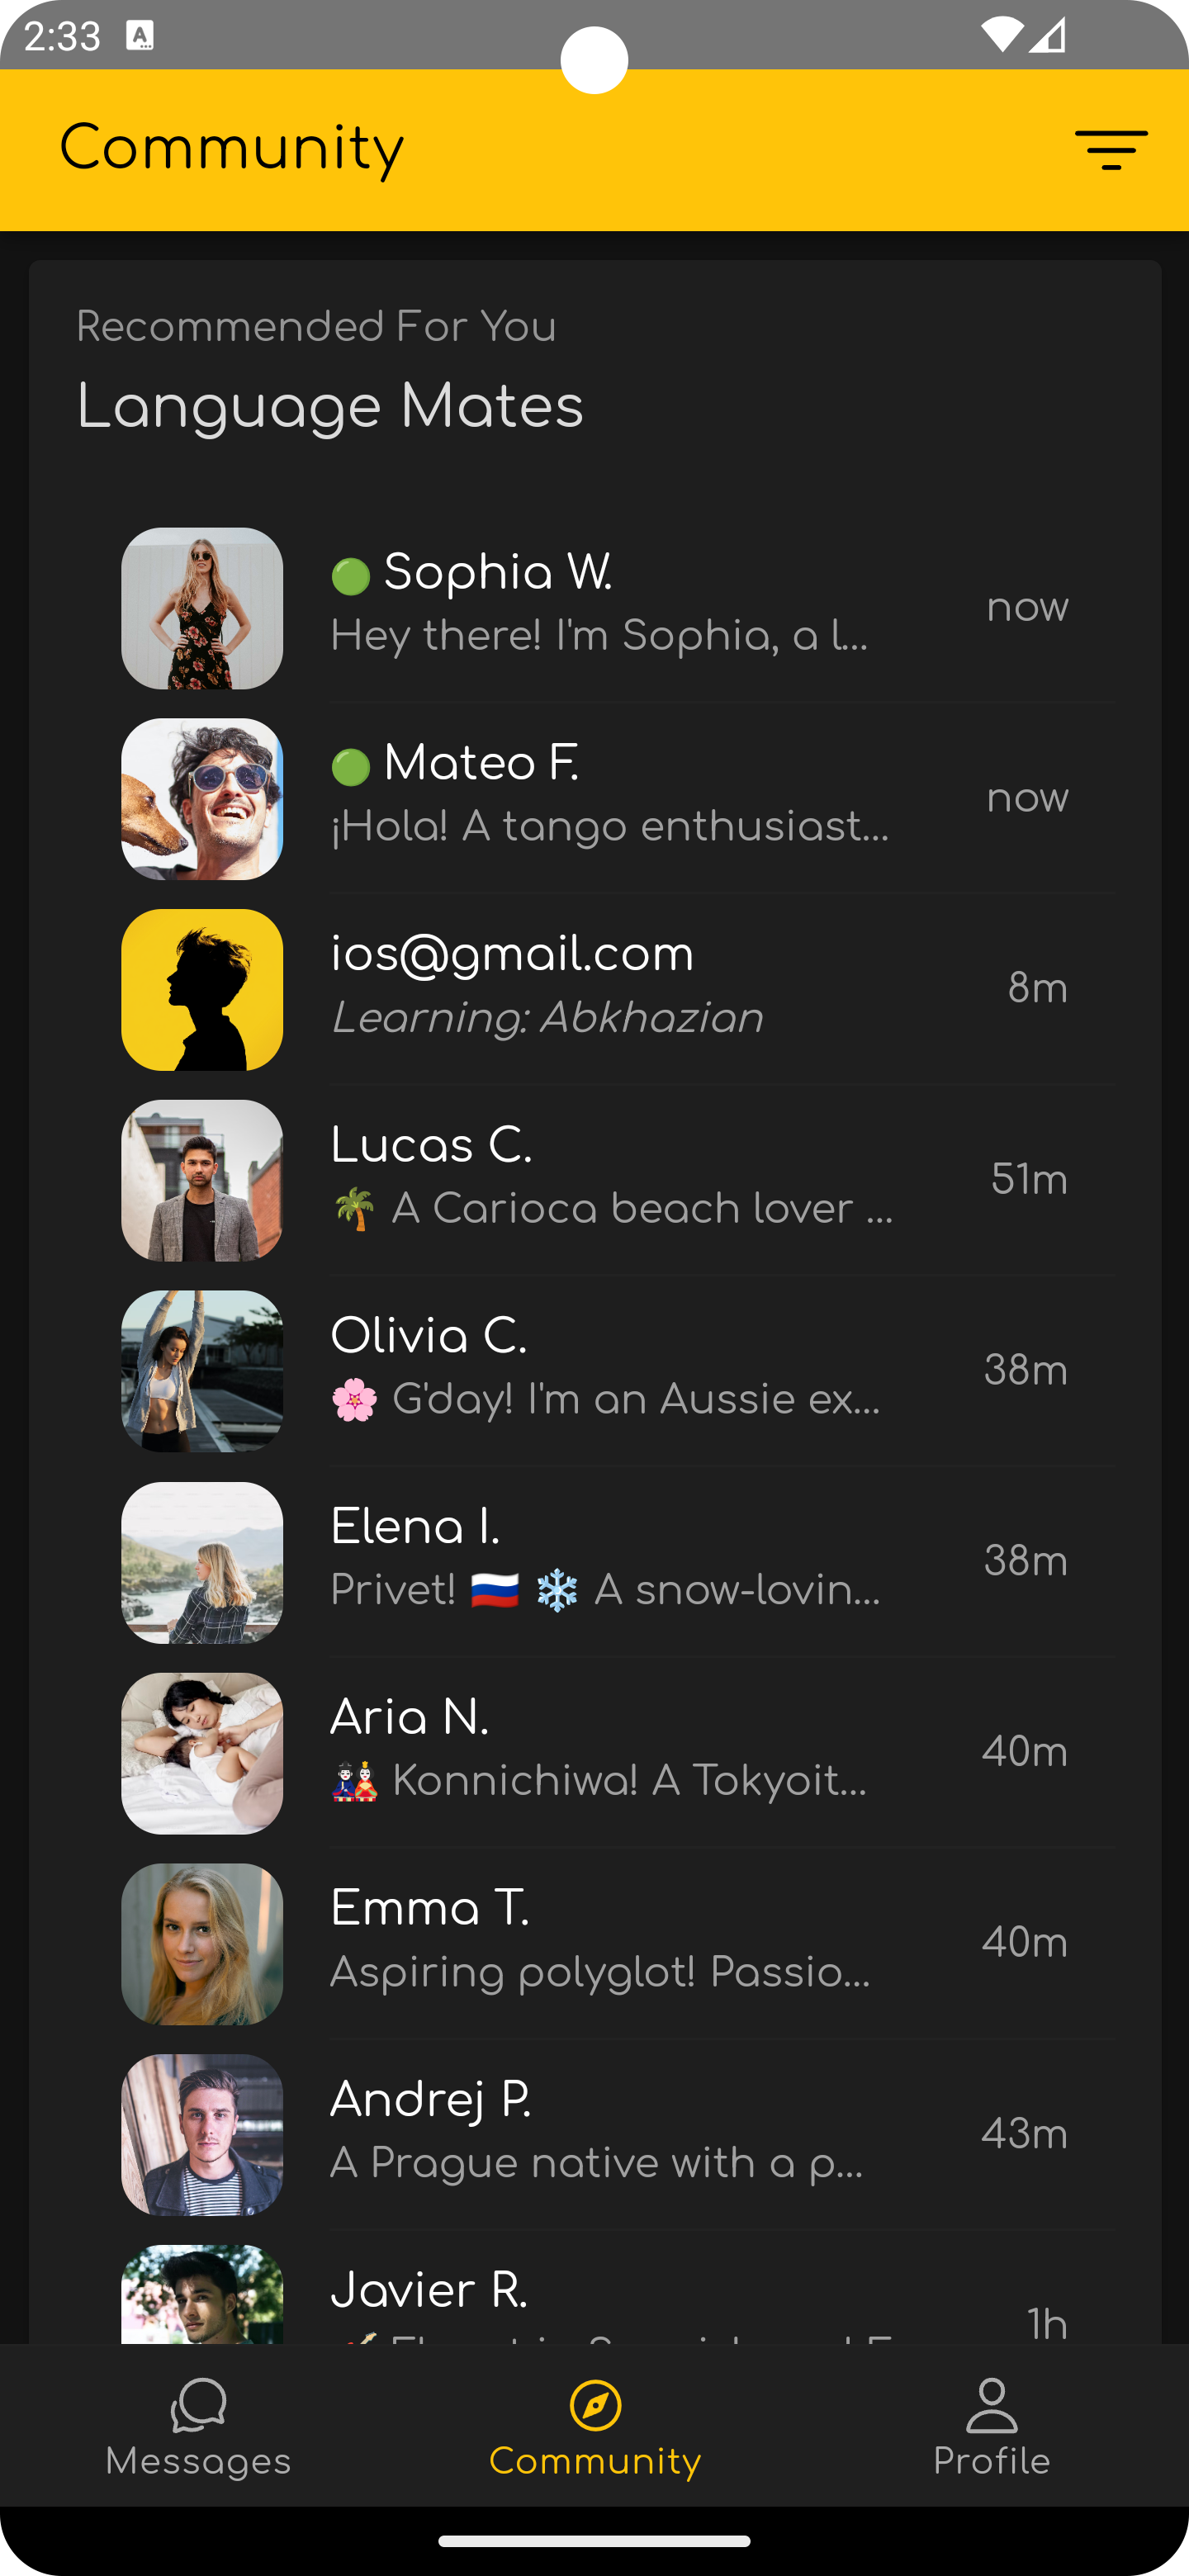 2:33
Community
Recommended For You
Language Mates
Sophia W.
Hey there! I'm Sophia, a l...
now
Mateo F.
¡Hola! A tango enthusiast...
now
ios@gmail.com
Learning: Abkhazian
8m
Lucas C.
🌴 A Carioca beach lover ...
51m
Olivia C.
🌸 G'day! I'm an Aussie ex...
38m
Elena I.
Privet! 🇷🇺 ❄️ A snow-lovin...
38m
Aria N.
🎎 Konnichiwa! A Tokyoit...
40m
Emma T.
Aspiring polyglot! Passio...
40m
Andrej P.
A Prague native with a p...
43m
Javier R.
1h
Messages
Community
Profile